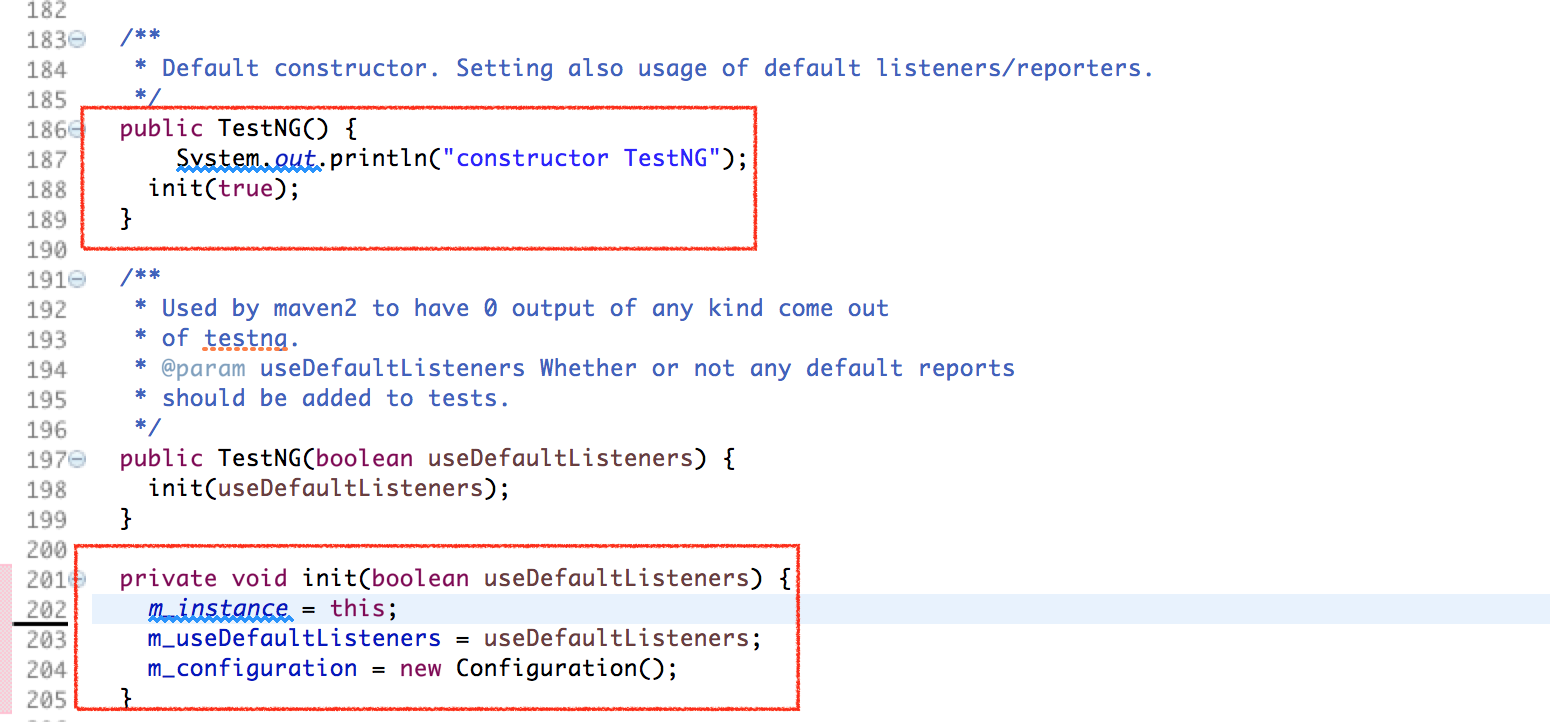 182
183 /**
184 * Default constructor. Setting also usage of default listeners/reporters.
185 */
186 public TestNG() {
187 System.out.println("constructor TestNG");
188 init(true);
189 }
190
191 /**
192 * Used by maven2 to have 0 output of any kind come out
193 * of testng.
194 * @param useDefaultListeners Whether or not any default reports
195 * should be added to tests.
196 */
197 public TestNG(boolean useDefaultListeners) {
198 init(useDefaultListeners);
199 }
200
201 private void init(boolean useDefaultListeners) {
202 m_instance = this;
203 m_useDefaultListeners = useDefaultListeners;
204 m_configuration = new Configuration();
205 }